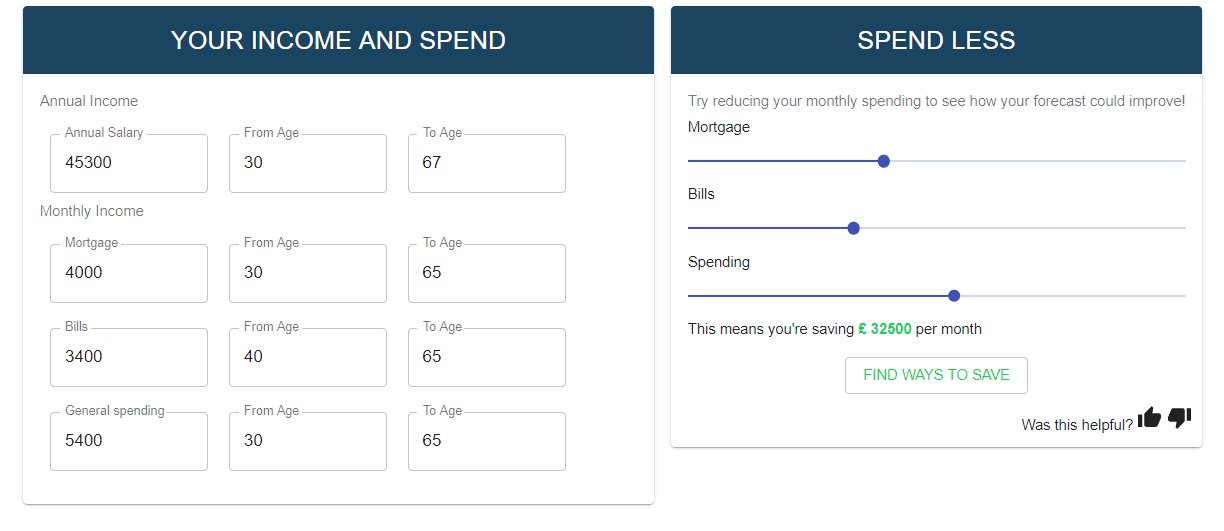 YOUR INCOME AND SPEND
Annual Income
Annual Salary From Age To Age
45300 30 67
Monthly Income
Mortgage From Age To Age
4000 30 65
Bills From Age To Age
3400 40 65
General spending From Age To Age
5400 30 65
SPEND LESS
Try reducing your monthly spending to see how your forecast could improve!
Mortgage
Bills
Spending
This means you're saving £ 32500 per month
FIND WAYS TO SAVE
Was this helpful?